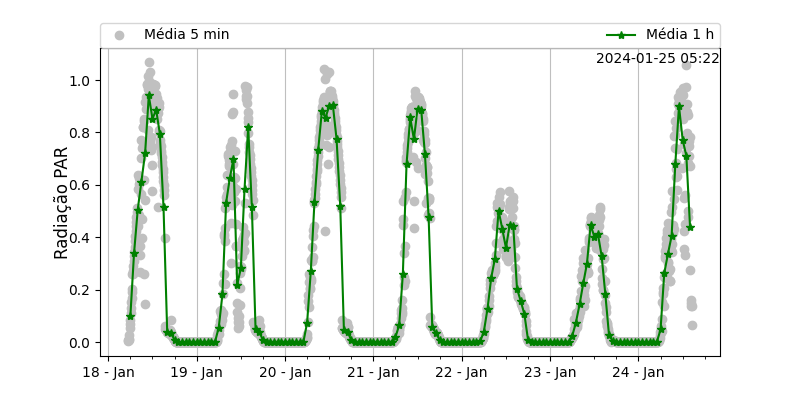 Média 5 min
Média 1 h
2024-01-25 05:22
Radiação PAR
1.0
0.8
0.6
0.4
0.2
0.0
18 - Jan
19 - Jan
20 - Jan
21 - Jan
22 - Jan
23 - Jan
24 - Jan